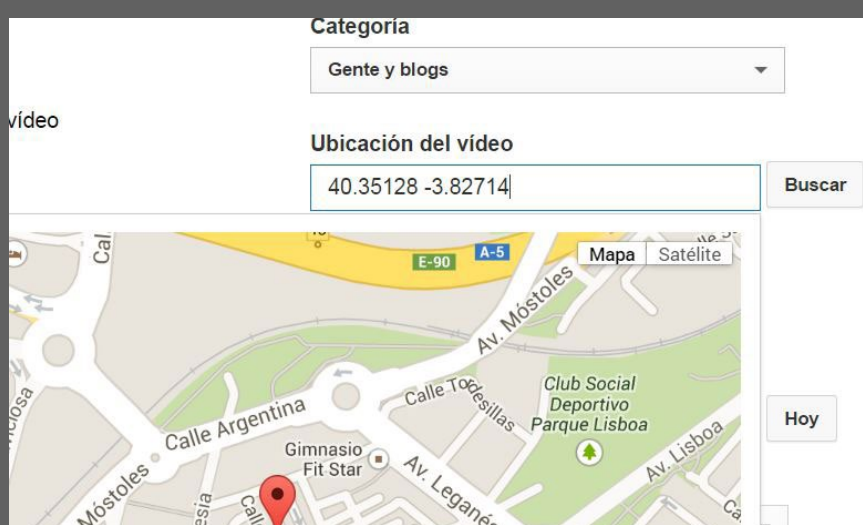 Categoría
Gente y blogs
vídeo
Ubicación del vídeo
40.35128 -3.82714
Buscar
E-90
A-5
Mapa
Satélite
Av. Móstoles
Club Social
Deportivo
Parque Lisboa
Calle Tordesillas
Hoy
Calle Argentina
Gimnasio
Fit Star
Av. Lisboa
Av. Leganés
Móstoles